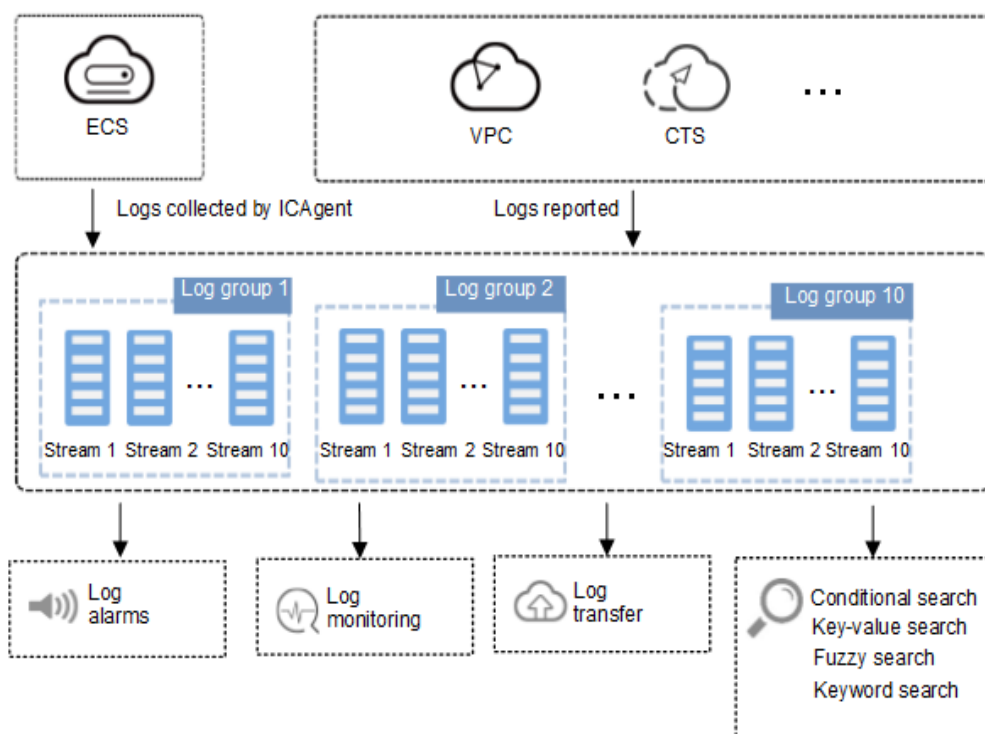 ECS
VPC
CTS
...
Logs collected by ICAgent
Logs reported
Log group 1
Log group 2
Log group 10
...
...
...
...
Stream 1 Stream 2 Stream 10
Stream 1 Stream 2 Stream 10
Stream 1 Stream 2 Stream 10
Log
alarms
Log
monitoring
Log
transfer
Conditional search
Key-value search
Fuzzy search
Keyword search